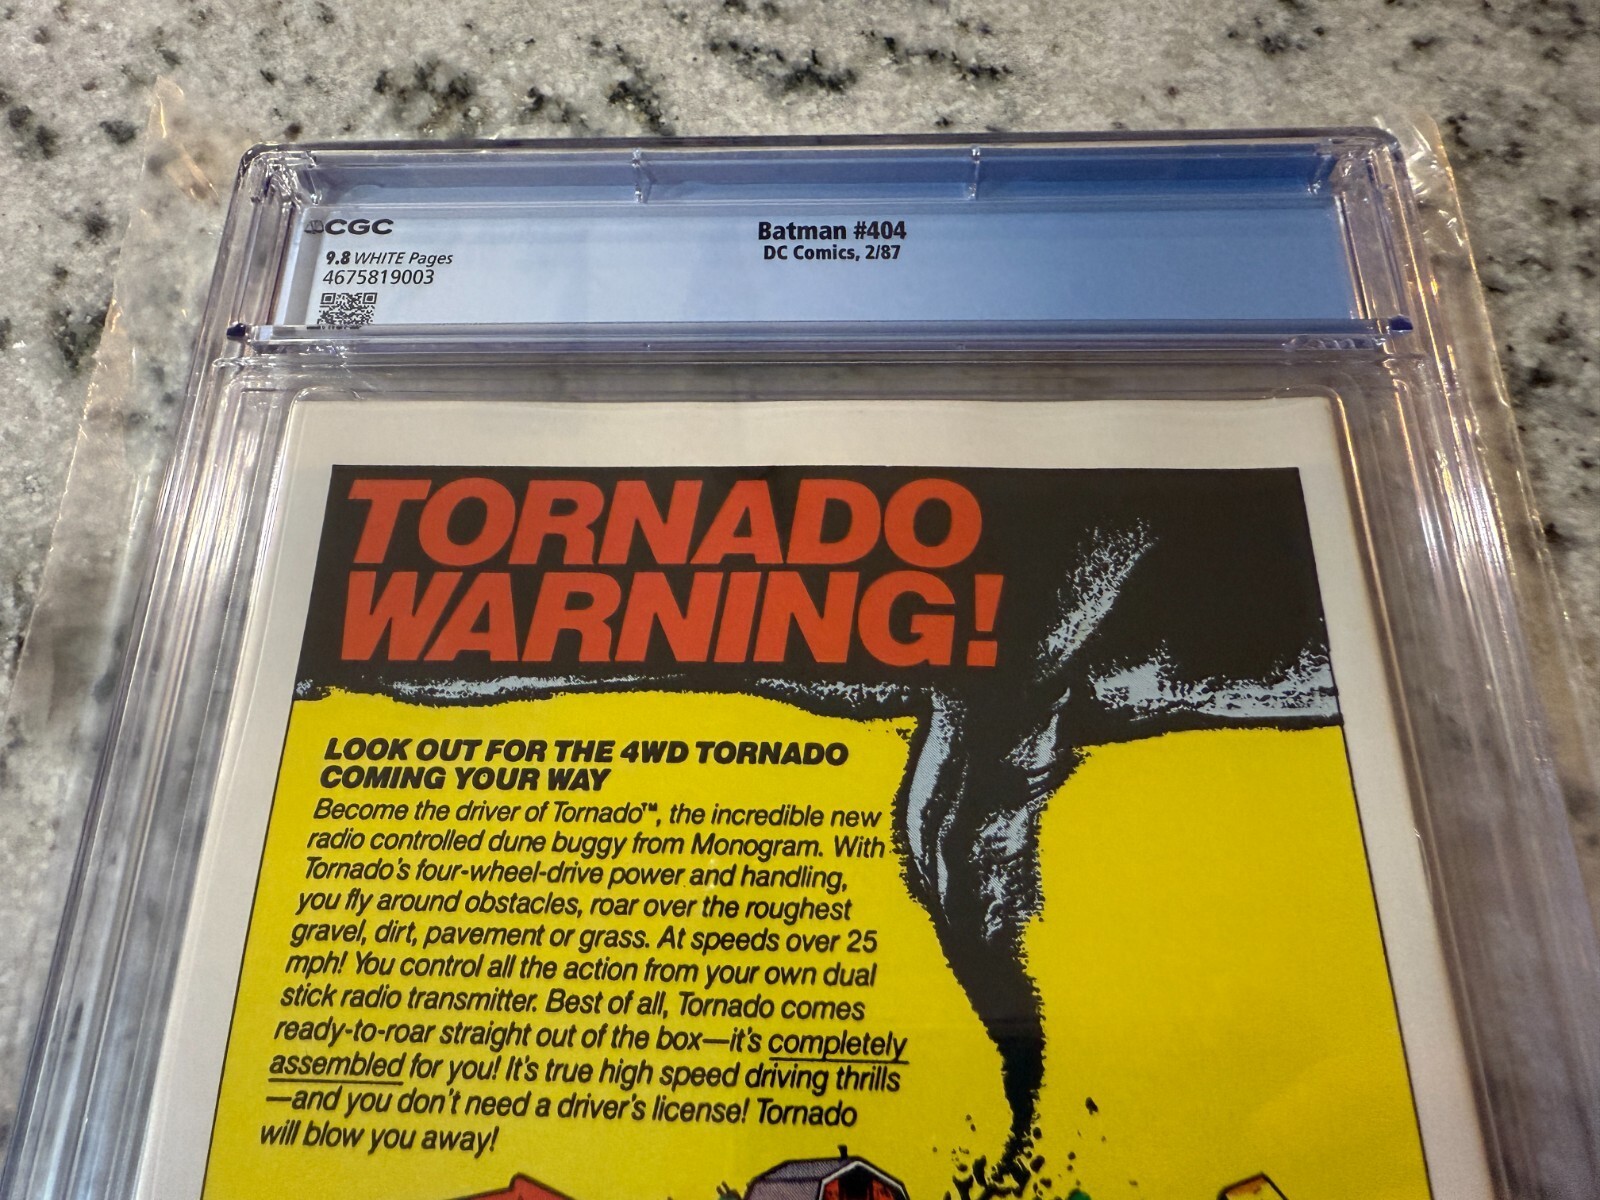 CGC
Batman #404
9.8 WHITE Pages
DC Comics, 2/87
4675819003
TORNADO
WARNING!
LOOK OUT FOR THE 4WD TORNADO
COMING YOUR WAY
Become the driver of Tornado™, the incredible new
radio controlled dune buggy from Monogram. With
Tornado's four-wheel-drive power and handling,
you fly around obstacles, roar over the roughest
gravel, dirt, pavement or grass. At speeds over 25
mph! You control all the action from your own dual
stick radio transmitter. Best of all, Tornado comes
ready-to-roar straight out of the box—it's completely
assembled for you! It's true high speed driving thrills
—and you don't need a driver's license! Tornado
will blow you away!